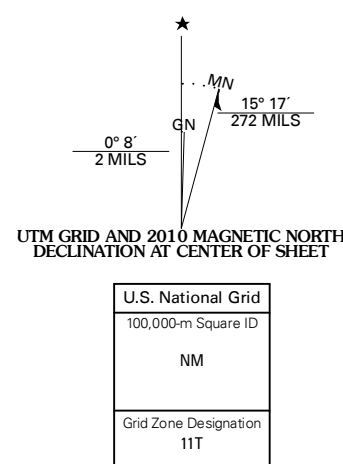 MN
GN
15° 17´
272 MILS
0° 8´
2 MILS
UTM GRID AND 2010 MAGNETIC NORTH
DECLINATION AT CENTER OF SHEET
U.S. National Grid
100,000-m Square ID
NM
Grid Zone Designation
11T